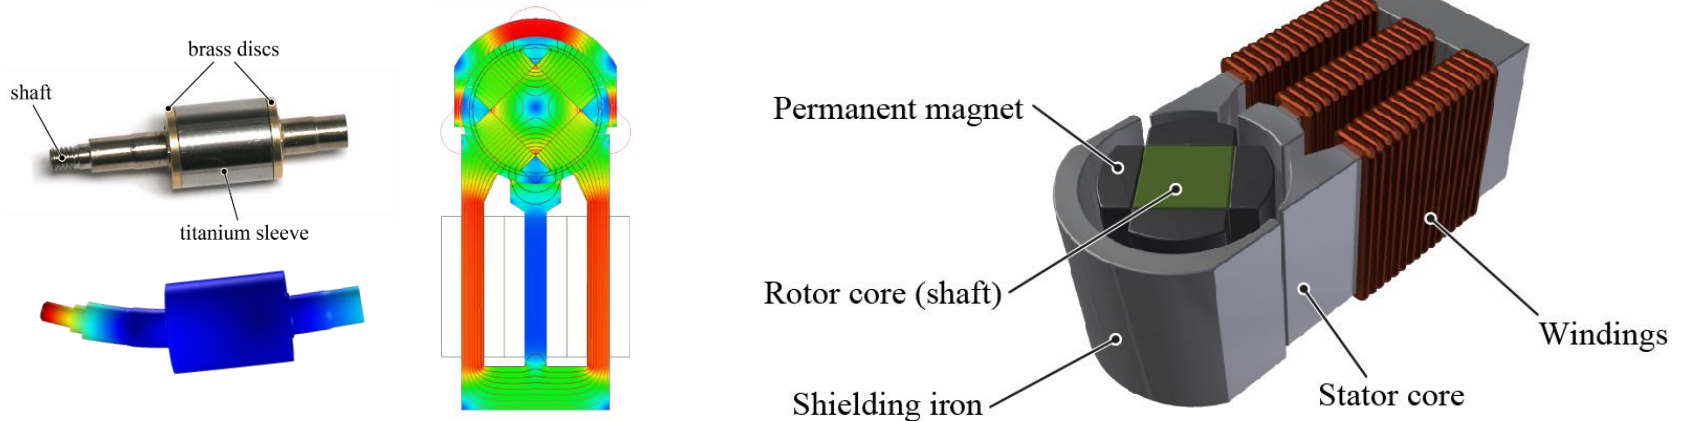 brass discs
shaft
titanium sleeve
Permanent magnet
Rotor core (shaft)
Shielding iron
Windings
Stator core